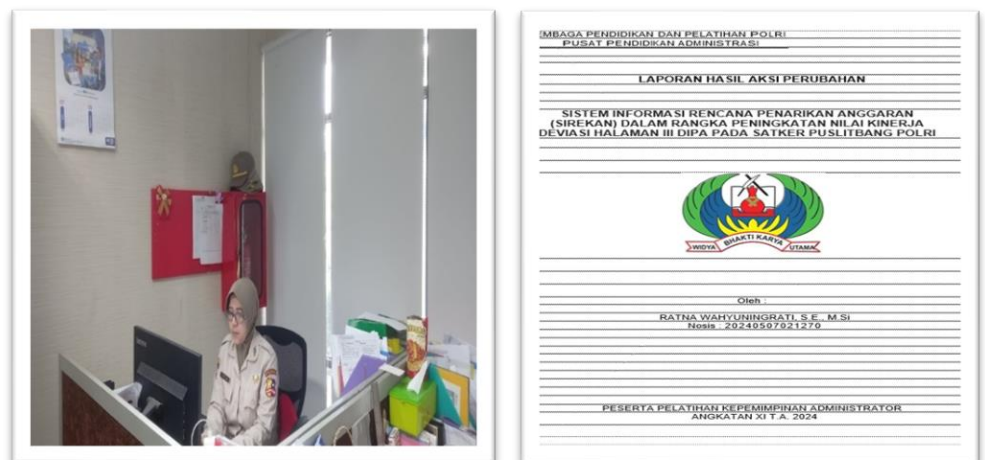 EMBAGA PENDIDIKAN DAN PELATIHAN POLRI
PUSAT PENDIDIKAN ADMINISTRASI
LAPORAN HASIL AKSI PERUBAHAN
SISTEM INFORMASI RENCANA PENARIKAN ANGGARAN
(SIREKAN) DALAM RANGKA PENINGKATAN NILAI KINERJA
DEVIASI HALAMAN III DIPA PADA SATKER PUSLITBANG POLRI
WIDYA BHAKTI KARYA UTAMA
Oleh :
RATNA WAHYUNINGRATI, S.E., M.Si
Nosis : 20240507021270
PESERTA PELATIHAN KEPEMIMPINAN ADMINISTRATOR
ANGKATAN XI T.A. 2024